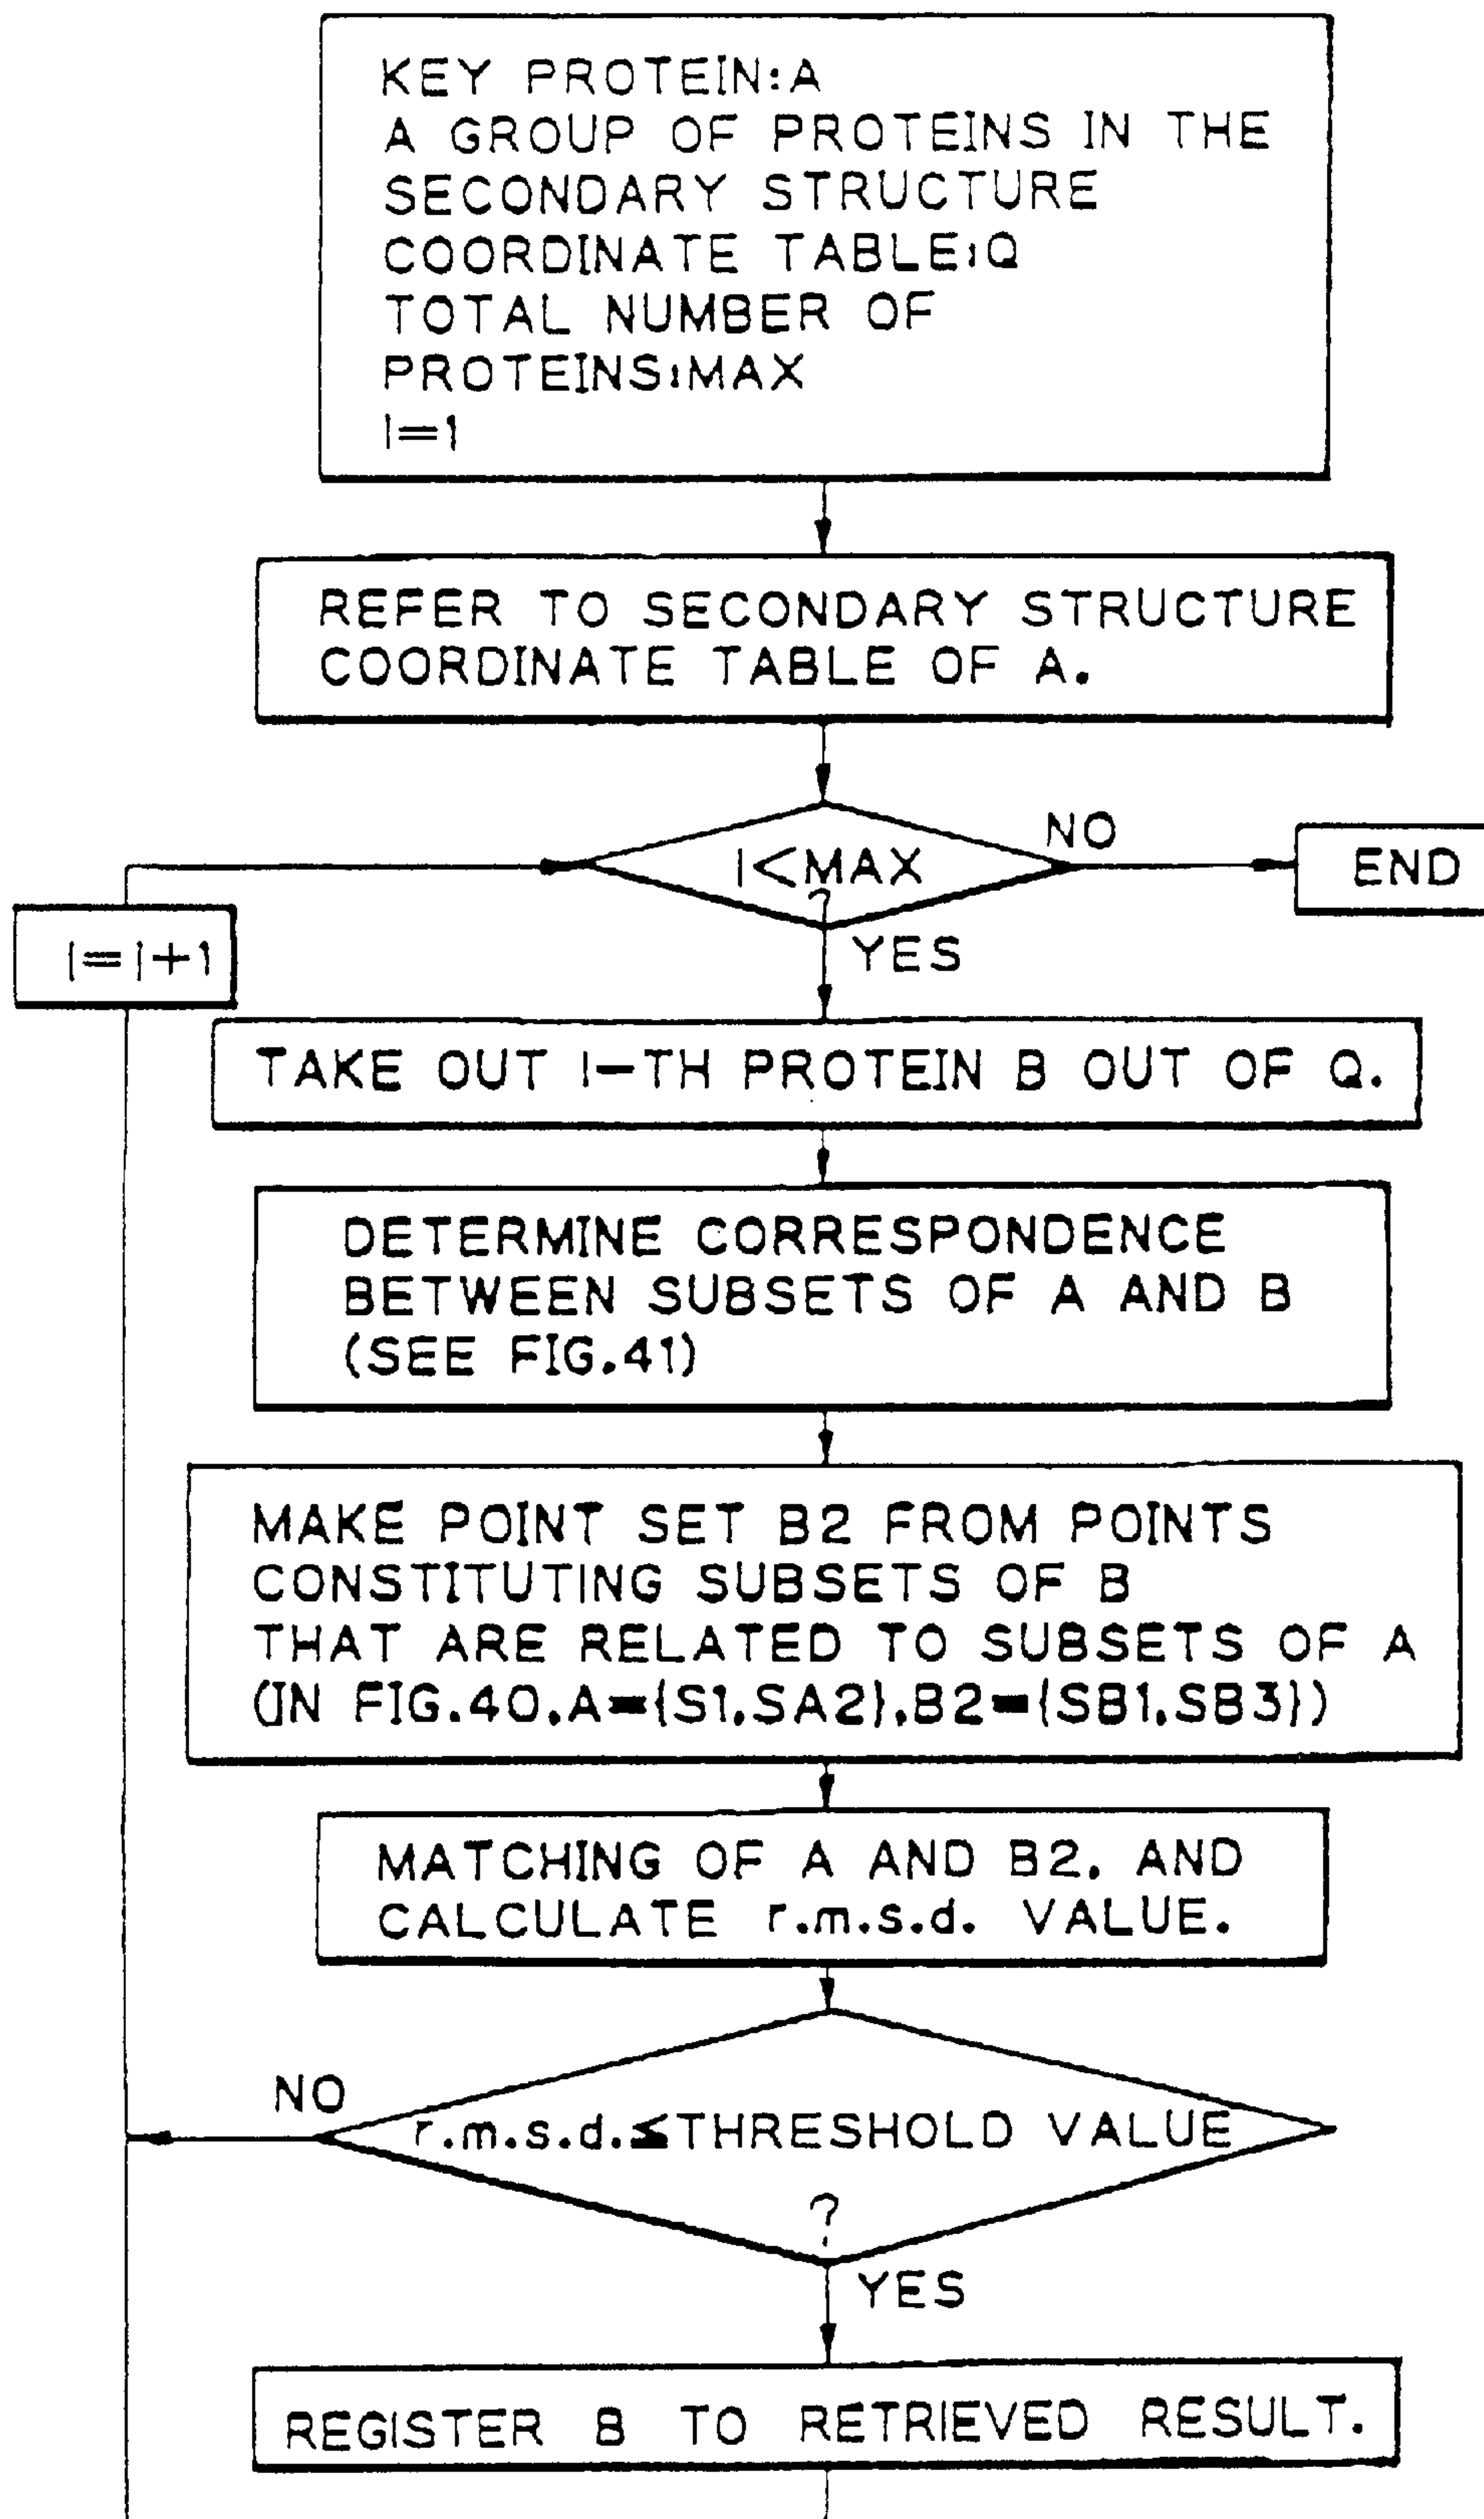 KEY PROTEIN:A
A GROUP OF PROTEINS IN THE
SECONDARY STRUCTURE
COORDINATE TABLE:Q
TOTAL NUMBER OF
PROTEINS:MAX
I=1
REFER TO SECONDARY STRUCTURE
COORDINATE TABLE OF A.
I<MAX
?
NO
END
YES
I=I+1
TAKE OUT I-TH PROTEIN B OUT OF Q.
DETERMINE CORRESPONDENCE
BETWEEN SUBSETS OF A AND B
(SEE FIG.41)
MAKE POINT SET B2 FROM POINTS
CONSTITUTING SUBSETS OF B
THAT ARE RELATED TO SUBSETS OF A
(IN FIG.40.A={S1.SA2}.B2={SB1.SB3})
MATCHING OF A AND B2. AND
CALCULATE r.m.s.d. VALUE.
NO
r.m.s.d.≦THRESHOLD VALUE
?
YES
REGISTER B TO RETRIEVED RESULT.